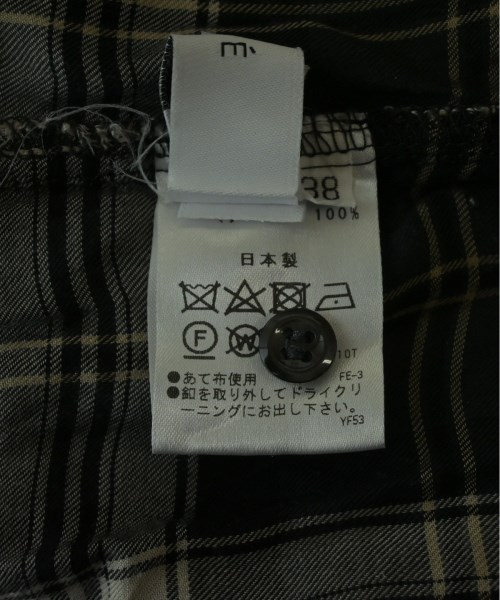 38
100%
日本製
F
W
10T
●あて布使用
FE-3
●釦を取り外してドライクリ
ーニングにお出し下さい。
YF53